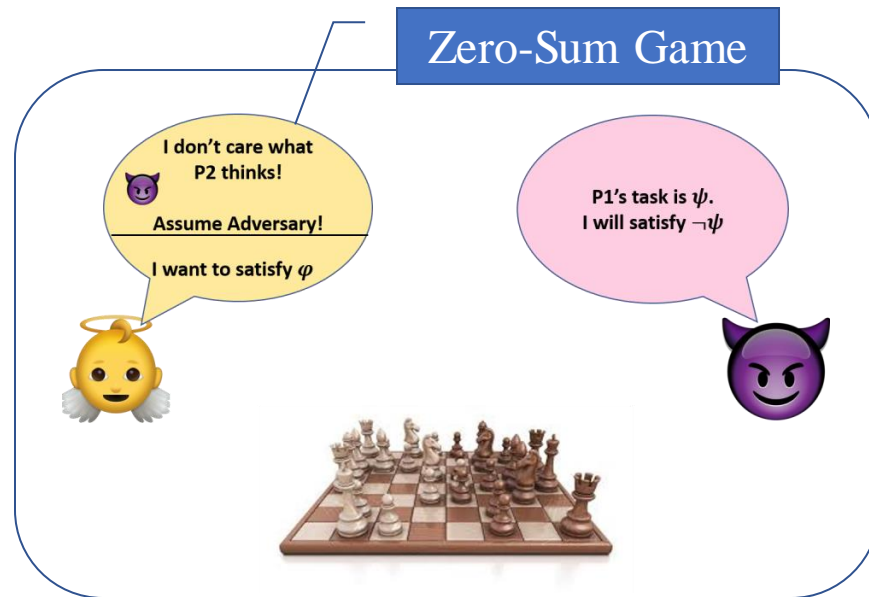 Zero-Sum Game
I don't care what
P2 thinks!
Assume Adversary!
I want to satisfy φ
P1's task is ψ.
I will satisfy ¬ψ